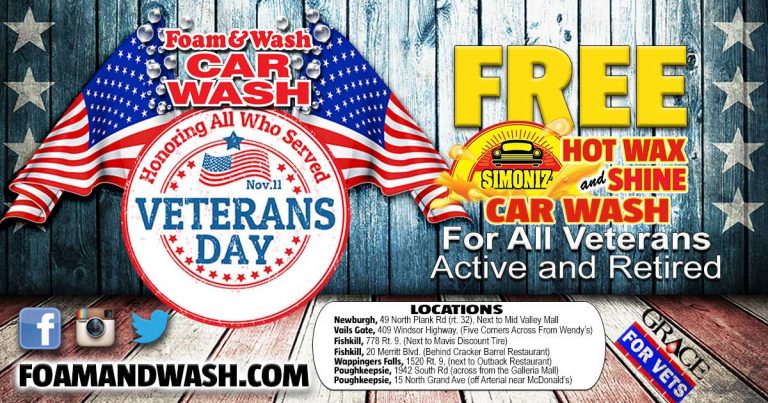 Foam & Wash
CAR
WASH
Honoring All Who Served
Nov.11
VETERANS
DAY
FREE
SIMONIZ
HOT WAX
and SHINE
CAR WASH
For All Veterans
Active and Retired
LOCATIONS
Newburgh, 49 North Plank Rd (rt. 32), Next to Mid Valley Mall
Vails Gate, 409 Windsor Highway, (Five Corners Across From Wendy's)
Fishkill, 778 Rt. 9, (Next to Mavis Discount Tire)
Fishkill, 20 Merritt Blvd. (Behind Cracker Barrel Restaurant)
Wappingers Falls, 1520 Rt. 9, (next to Outback Restaurant)
Poughkeepsie, 1942 South Rd (across from the Galleria Mall)
Poughkeepsie, 15 North Grand Ave (off Arterial near McDonald's)
GRACE
FOR VETS
FOAMANDWASH.COM